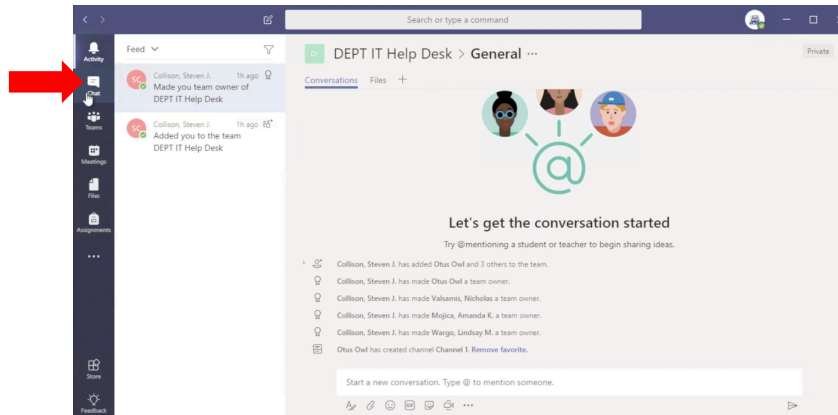 Search or type a command
Activity
Chat
Teams
Meetings
Files
Assignments
Store
Feedback
Feed
Collison, Steven J. 1h ago
Made you team owner of
DEPT IT Help Desk
Collison, Steven J. 1h ago
Added you to the team
DEPT IT Help Desk
DI
DEPT IT Help Desk > General ...
Private
Conversations Files +
Let's get the conversation started
Try @mentioning a student or teacher to begin sharing ideas.
Collison, Steven J. has added Otus Owl and 3 others to the team.
Collison, Steven J. has made Otus Owl a team owner.
Collison, Steven J. has made Valsamis, Nicholas a team owner.
Collison, Steven J. has made Mojica, Amanda K. a team owner.
Collison, Steven J. has made Wargo, Lindsay M. a team owner.
Otus Owl has created channel Channel 1. Remove favorite.
Start a new conversation. Type @ to mention someone.
GIF